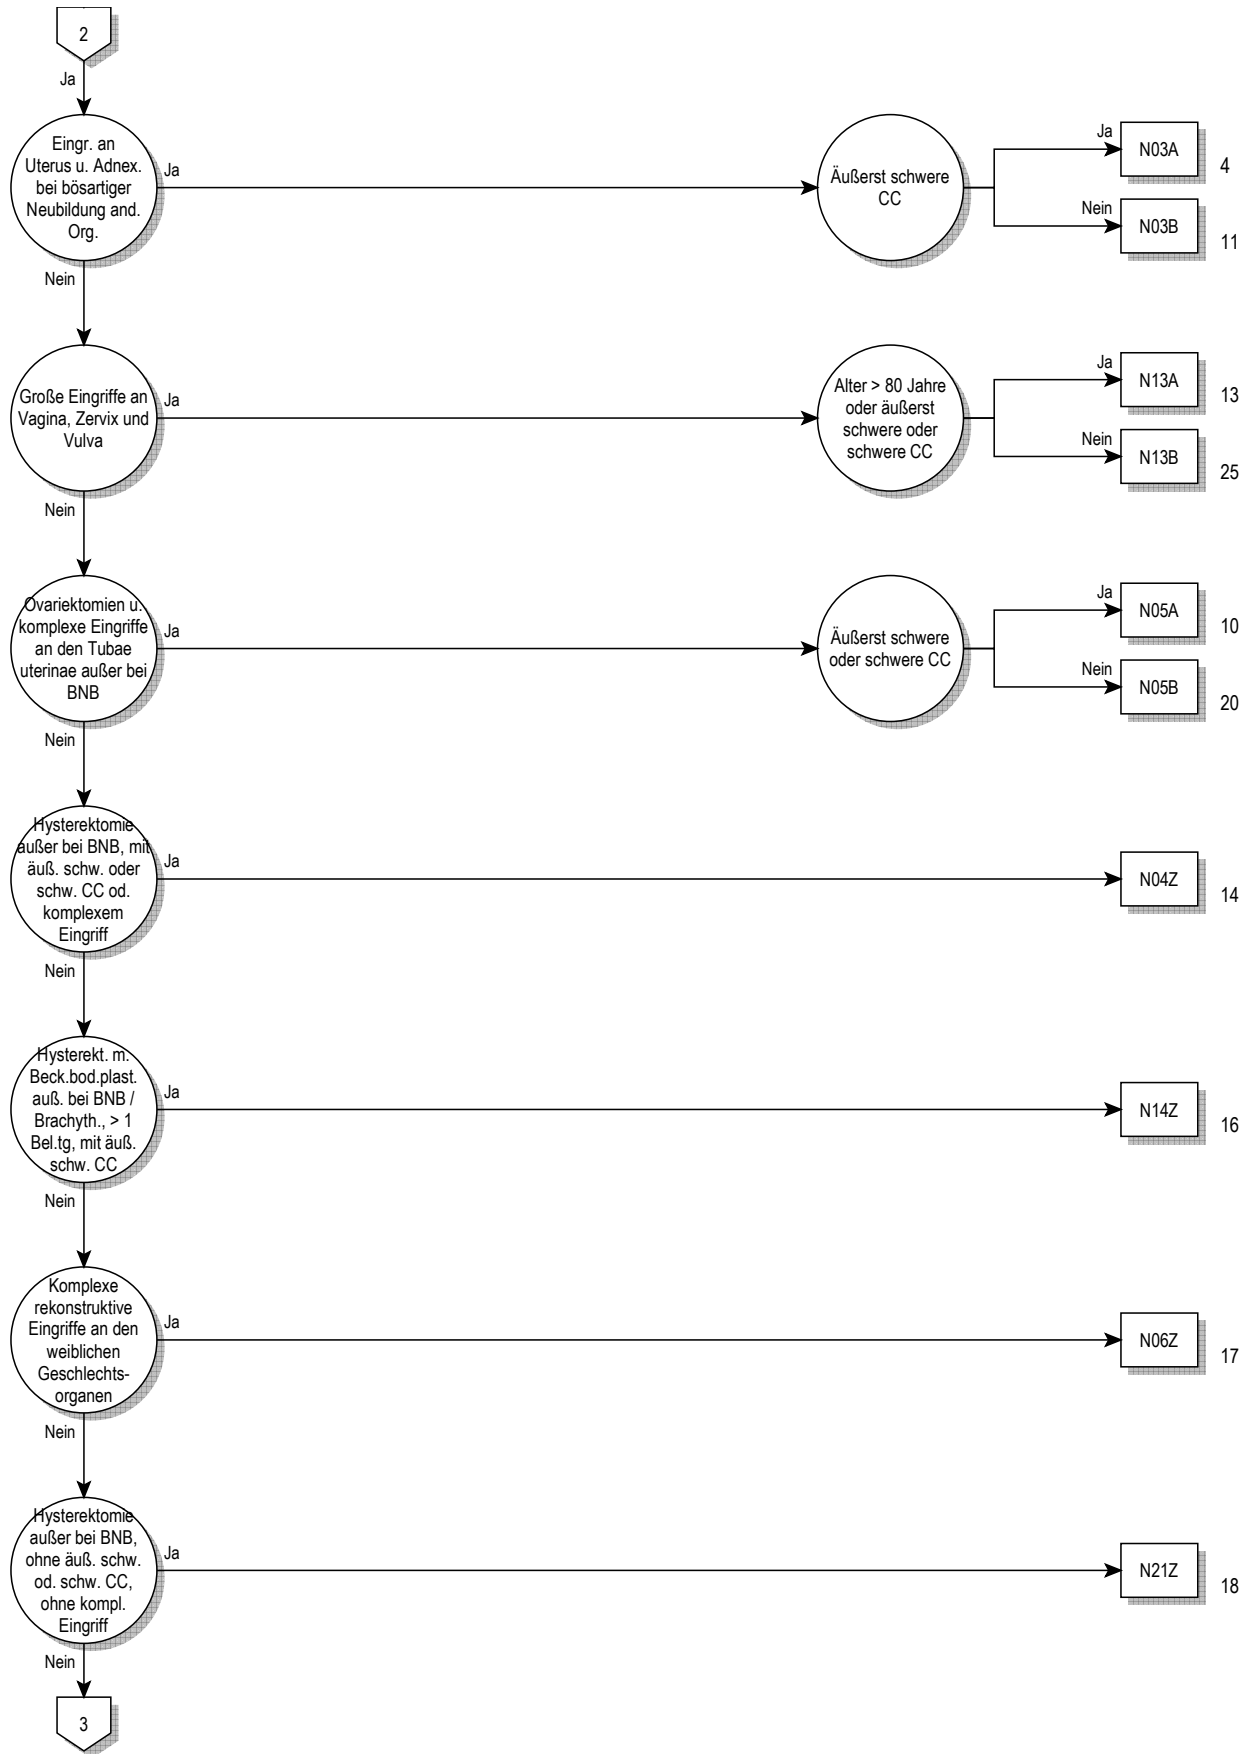 2
Ja
Eingr. an
Uterus u. Adnex.
bei bösartiger
Neubildung and.
Org.
Ja
Äußerst schwere
CC
Ja
N03A
4
Nein
N03B
11
Nein
Große Eingriffe an
Vagina, Zervix und
Vulva
Ja
Alter > 80 Jahre
oder äußerst
schwere oder
schwere CC
Ja
N13A
13
Nein
N13B
25
Nein
Ovariektomien u.
komplexe Eingriffe
an den Tubae
uterinae außer bei
BNB
Ja
Äußerst schwere
oder schwere CC
Ja
N05A
10
Nein
N05B
20
Nein
Hysterektomie
außer bei BNB, mit
äuß. schw. oder
schw. CC od.
komplexem
Eingriff
Ja
N04Z
14
Nein
Hysterekt. m.
Beck.bod.plast.
auß. bei BNB /
Brachyth., > 1
Bel.tg, mit äuß.
schw. CC
Ja
N14Z
16
Nein
Komplexe
rekonstruktive
Eingriffe an den
weiblichen
Geschlechts-
organen
Ja
N06Z
17
Nein
Hysterektomie
außer bei BNB,
ohne äuß. schw.
od. schw. CC,
ohne kompl.
Eingriff
Ja
N21Z
18
Nein
3